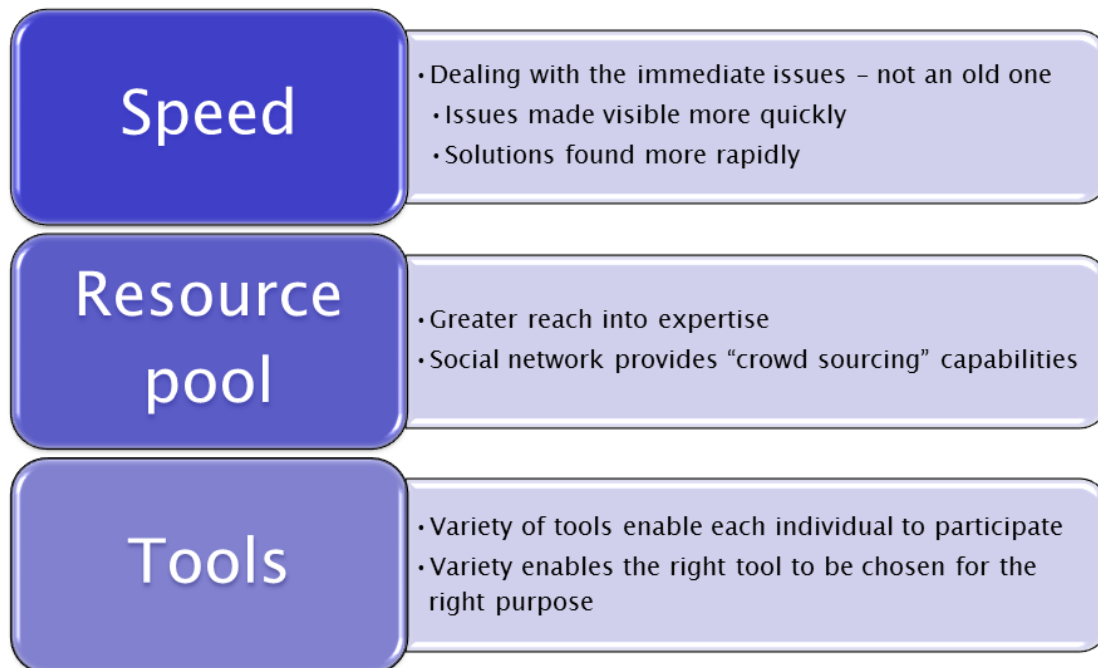 Speed
• Dealing with the immediate issues – not an old one
• Issues made visible more quickly
• Solutions found more rapidly
Resource
pool
• Greater reach into expertise
• Social network provides “crowd sourcing” capabilities
Tools
• Variety of tools enable each individual to participate
• Variety enables the right tool to be chosen for the
right purpose